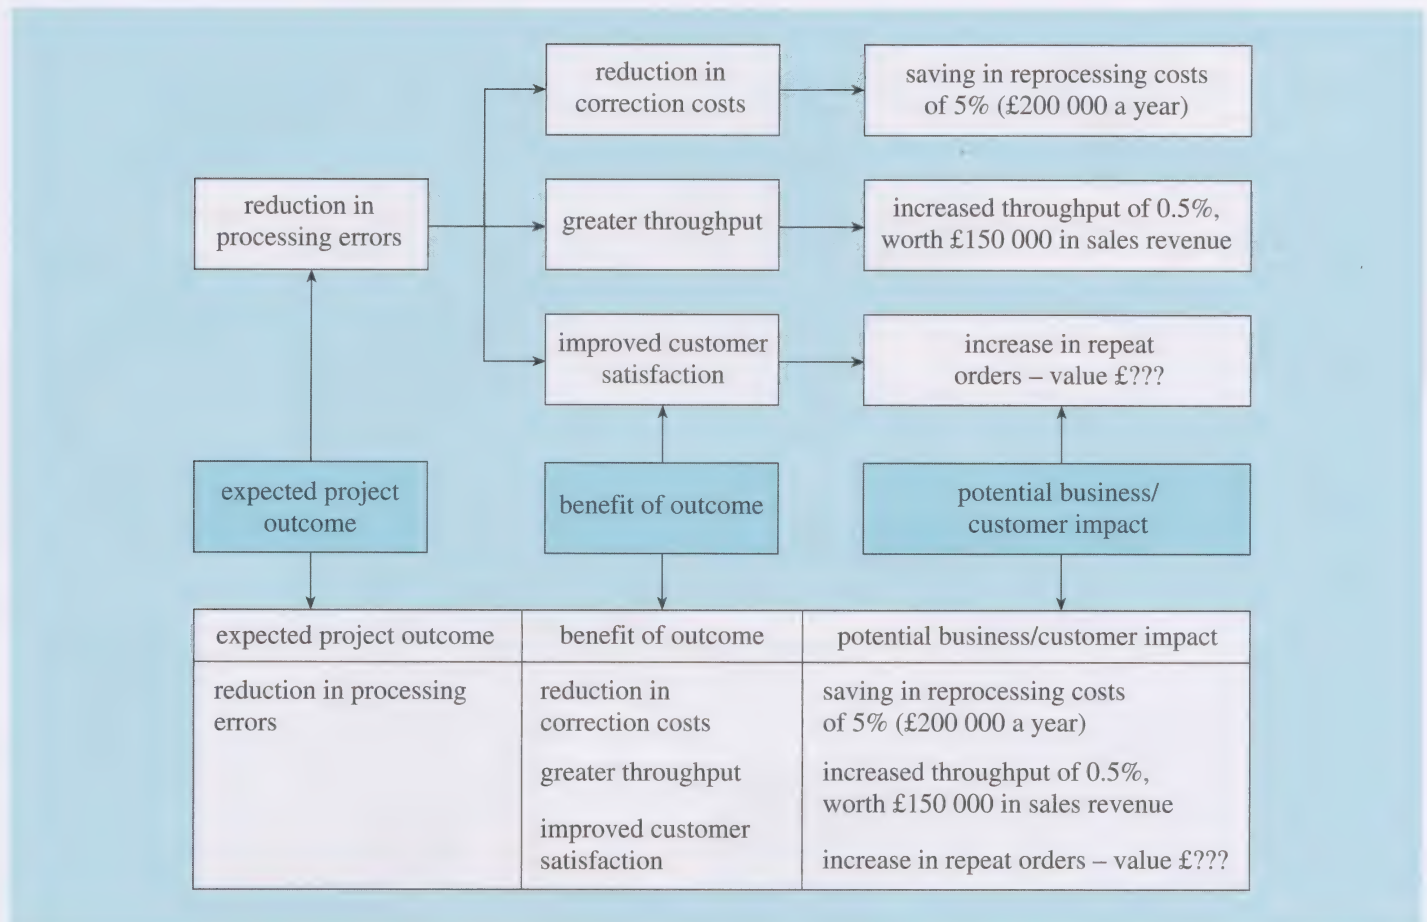 reduction in
correction costs
saving in reprocessing costs
of 5% (£200 000 a year)
reduction in
processing errors
greater throughput
increased throughput of 0.5%,
worth £150 000 in sales revenue
improved customer
satisfaction
increase in repeat
orders – value £???
expected project
outcome
benefit of outcome
potential business/
customer impact
expected project outcome
benefit of outcome
potential business/customer impact
reduction in processing
errors
reduction in
correction costs
saving in reprocessing costs
of 5% (£200 000 a year)
greater throughput
increased throughput of 0.5%,
worth £150 000 in sales revenue
improved customer
satisfaction
increase in repeat orders – value £???